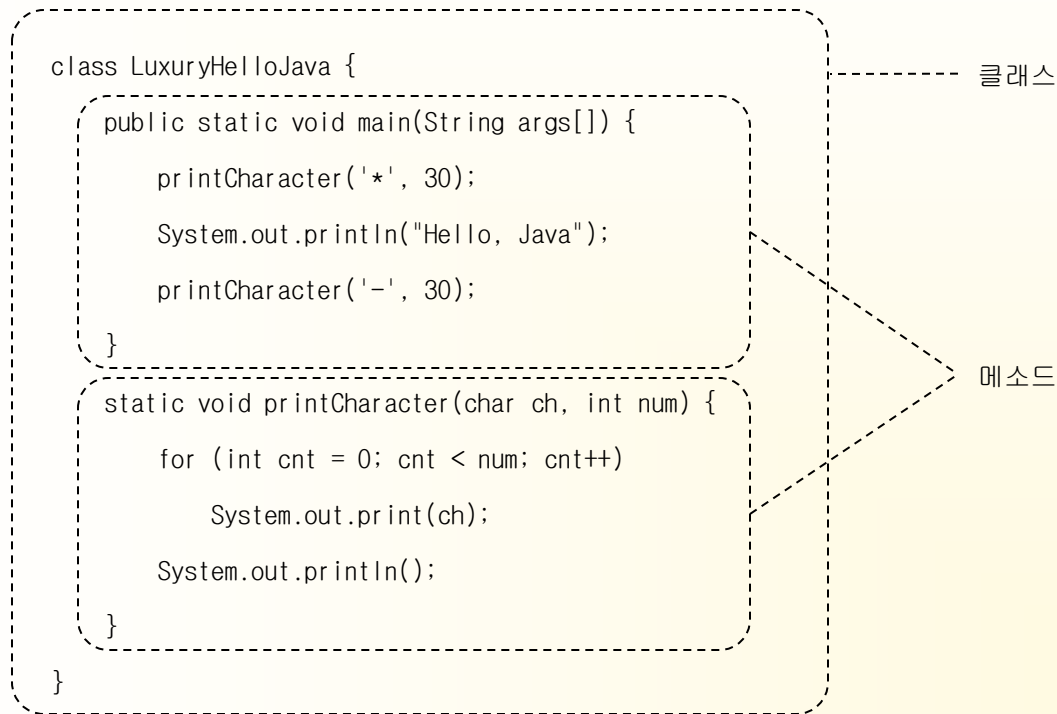 class LuxuryHelloJava {
클래스
public static void main(String args[]) {
printCharacter('*', 30);
System.out.println("Hello, Java");
printCharacter('-', 30);
}
메소드
static void printCharacter(char ch, int num) {
for (int cnt = 0; cnt < num; cnt++)
System.out.print(ch);
System.out.println();
}
}